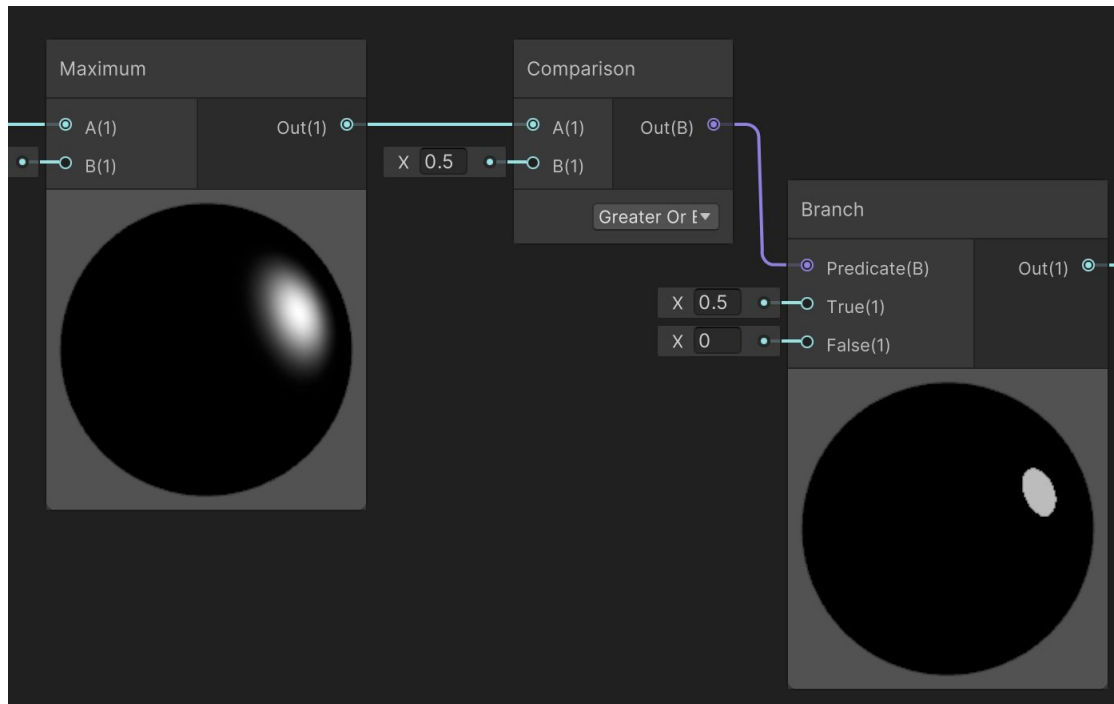 Maximum
A(1)
Out(1)
B(1)
Comparison
A(1)
Out(B)
X 0.5
B(1)
Greater Or E
Branch
Predicate(B)
Out(1)
X 0.5
True(1)
X 0
False(1)